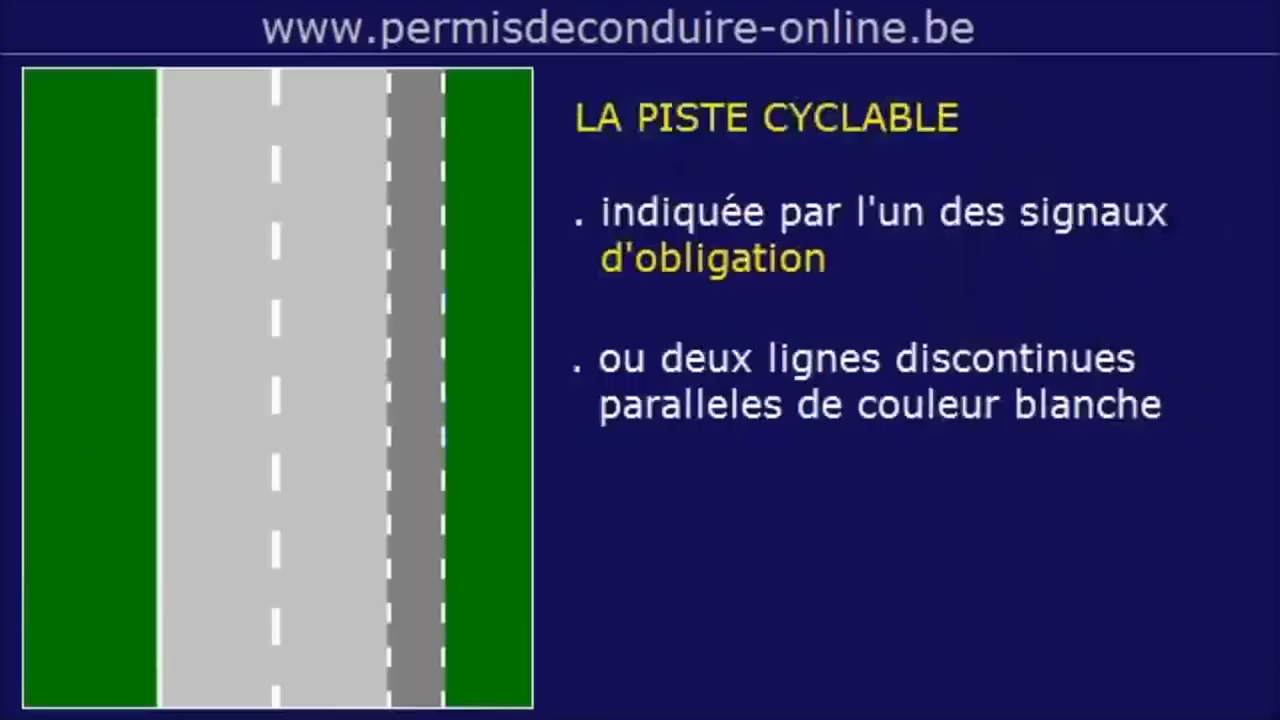 www.permisdeconduire-online.be
LA PISTE CYCLABLE
. indiquée par l'un des signaux
d'obligation
. ou deux lignes discontinues
paralleles de couleur blanche